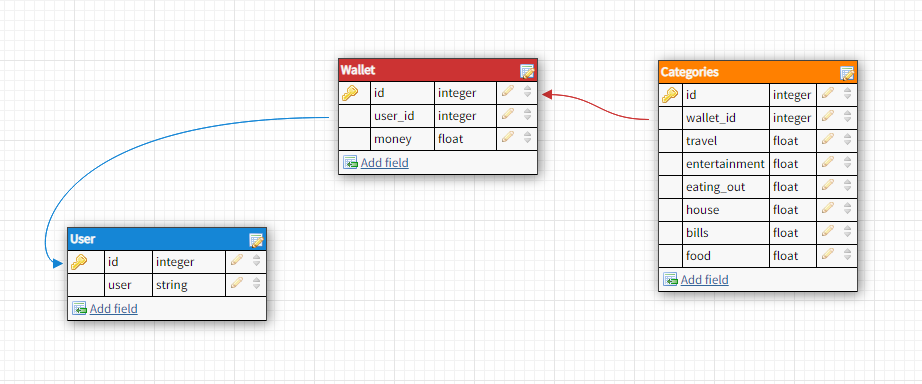 Wallet
id integer
user_id integer
money float
Add field
Categories
id integer
wallet_id integer
travel float
entertainment float
eating_out float
house float
bills float
food float
Add field
User
id integer
user string
Add field